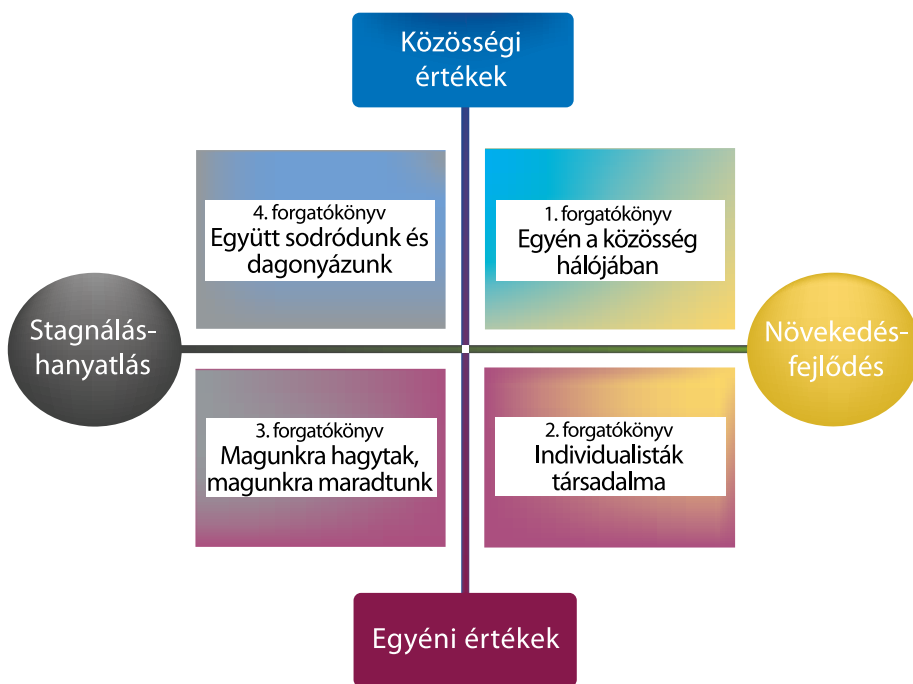 Közösségi
értékek
4. forgatókönyv
Együtt sodródunk és
dagonyázunk
1. forgatókönyv
Egyén a közösség
hálójában
Stagnálás-
hanyatlás
Növekedés-
fejlődés
3. forgatókönyv
Magunkra hagytak,
magunkra maradtunk
2. forgatókönyv
Individualisták
társadalma
Egyéni értékek